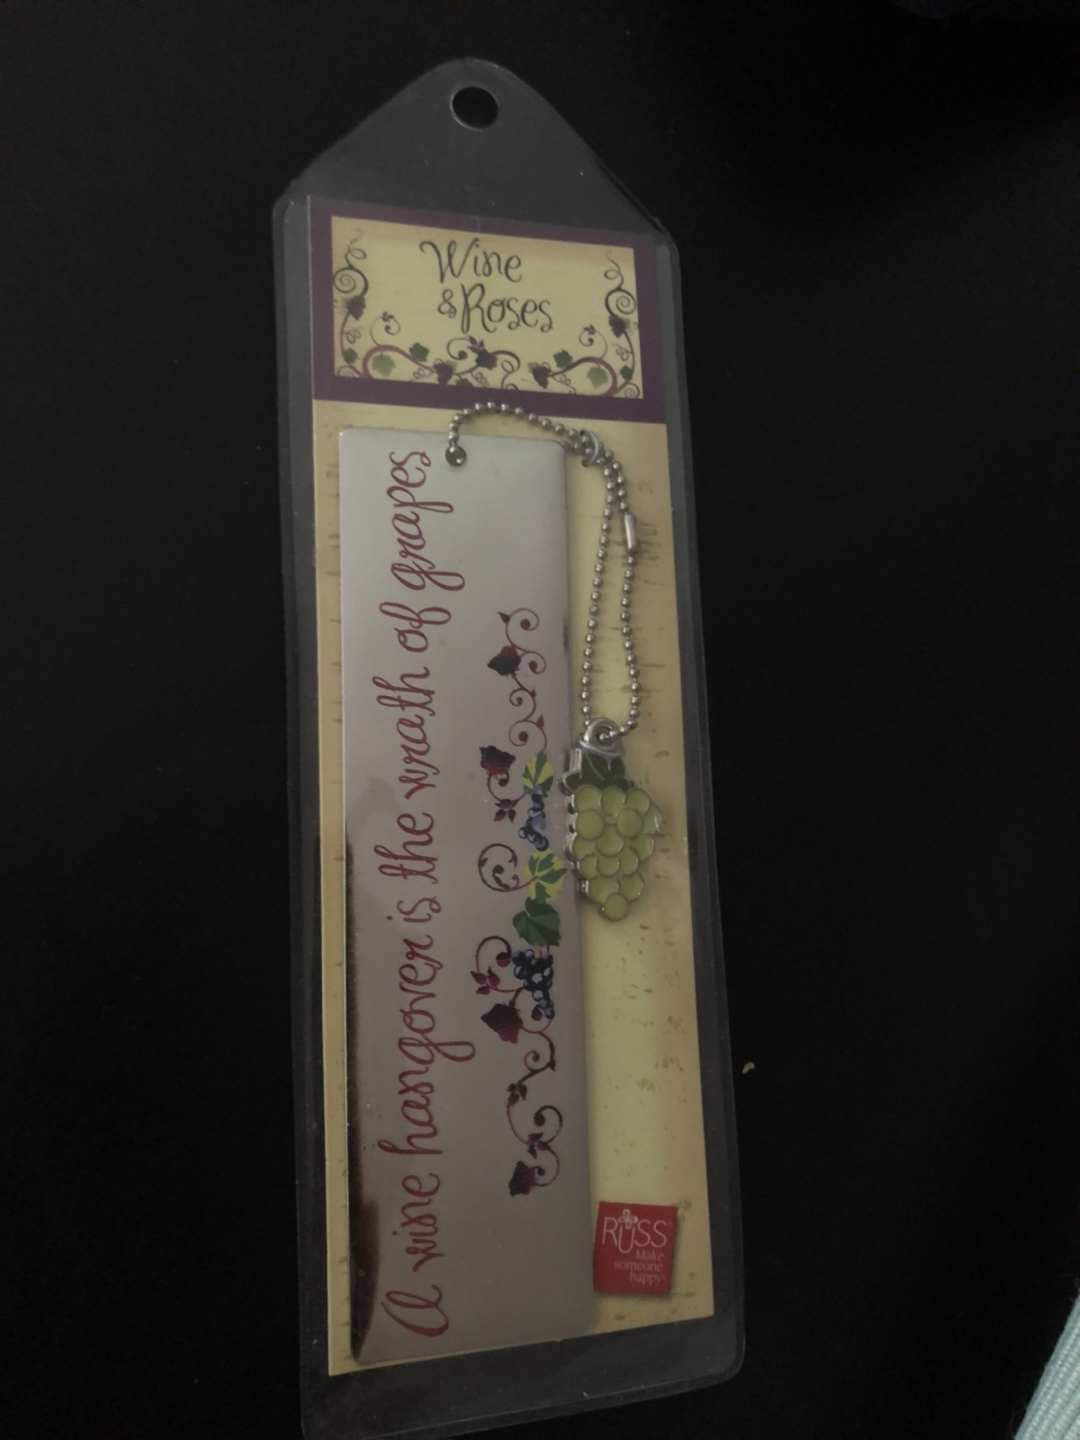 Wine
& Roses
A wine hangover is the wrath of grapes
RUSS
Make
someone
happy